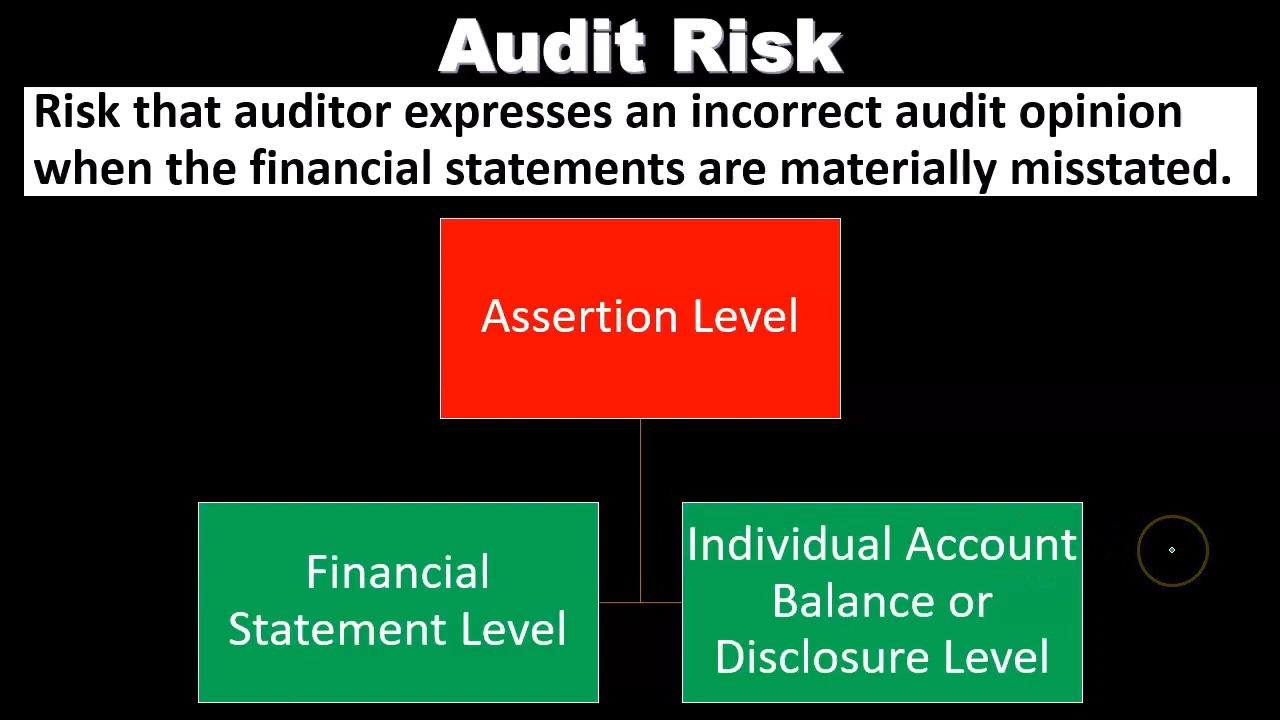 Audit Risk
Risk that auditor expresses an incorrect audit opinion
when the financial statements are materially misstated.
Assertion Level
Financial
Statement Level
Individual Account
Balance or
Disclosure Level